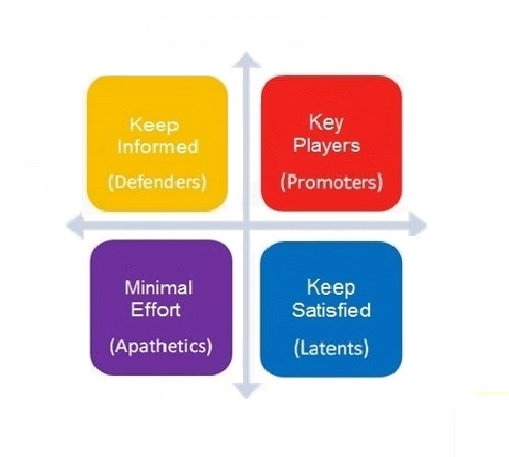 Keep
Informed
(Defenders)
Key
Players
(Promoters)
Minimal
Effort
(Apathetics)
Keep
Satisfied
(Latents)